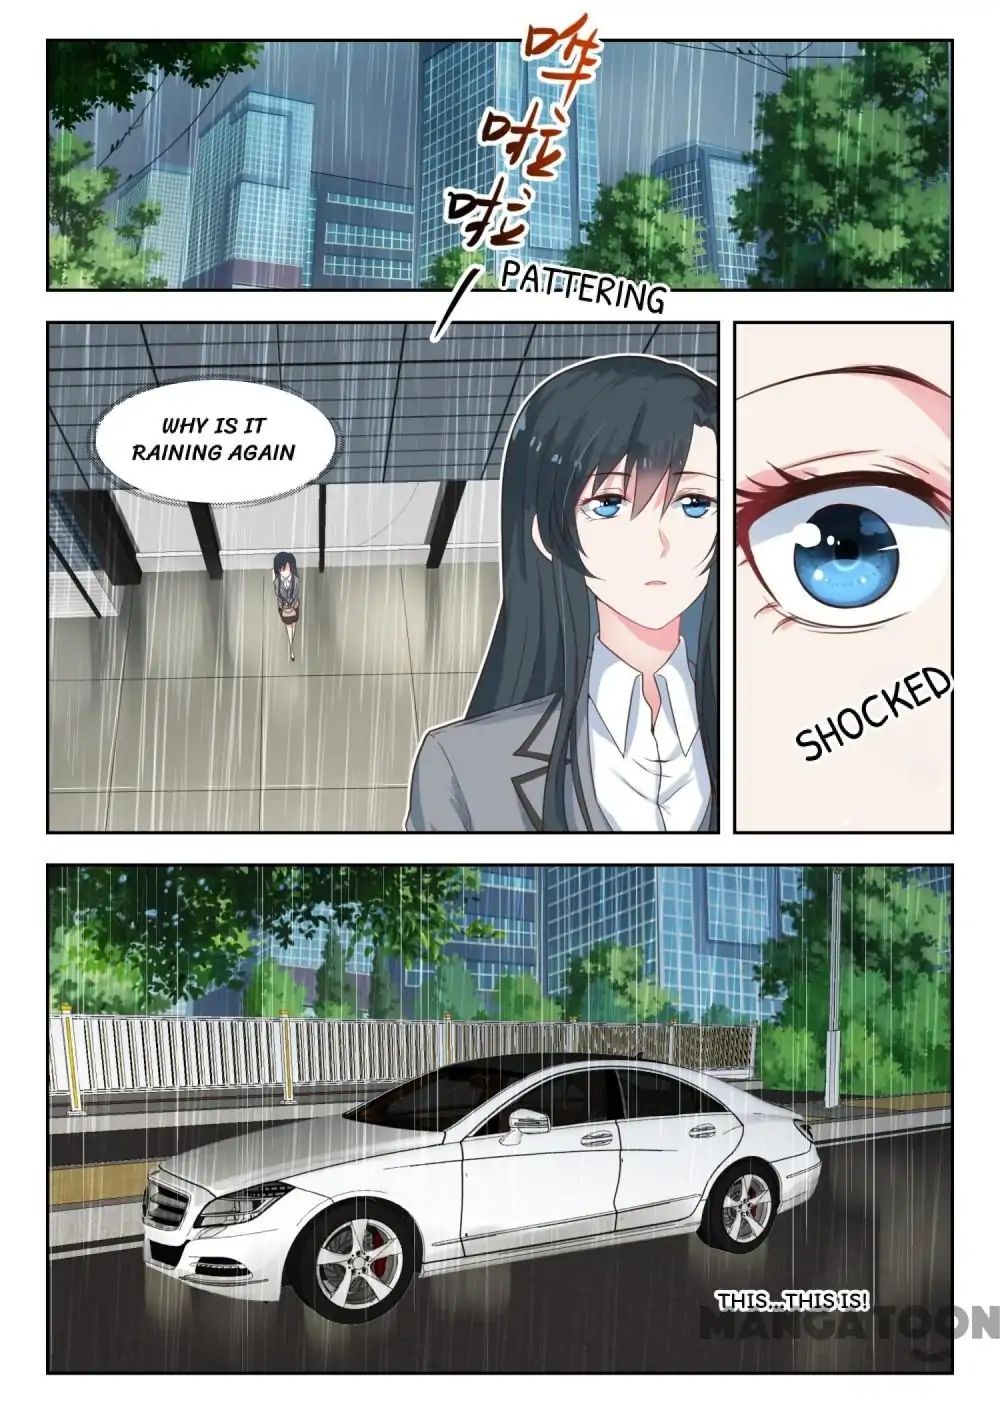 哗
啦
啦
PATTERING
WHY IS IT
RAINING AGAIN
SHOCKED
THIS...THIS IS!
MANGATOON